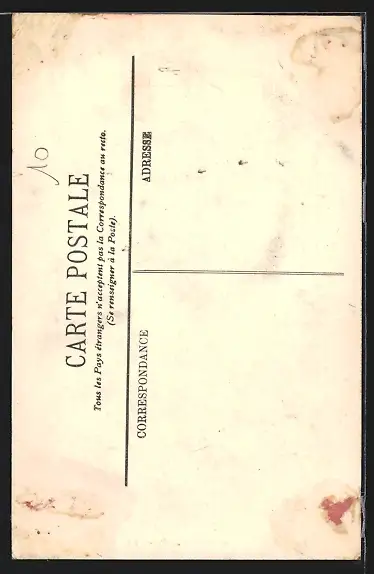 10
CARTE POSTALE
Tous les Pays étrangers n'acceptent pas la Correspondance au recto.
(Se renseigner à la Poste).
CORRESPONDANCE
ADRESSE